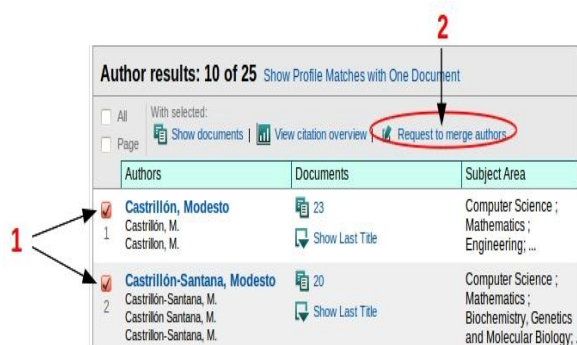 2
Author results: 10 of 25 Show Profile Matches with One Document
All With selected:
Page Show documents | View citation overview | Request to merge authors
Authors Documents Subject Area
1
Castrillón, Modesto 23 Computer Science ;
1 Castrillón, M. Mathematics ;
Castrillon, M. Show Last Title Engineering; ...
Castrillón-Santana, Modesto 20 Computer Science ;
2 Castrillón-Santana, M. Mathematics ;
Castrillón Santana, M. Show Last Title Biochemistry, Genetics
Castrillon-Santana, M. and Molecular Biology;